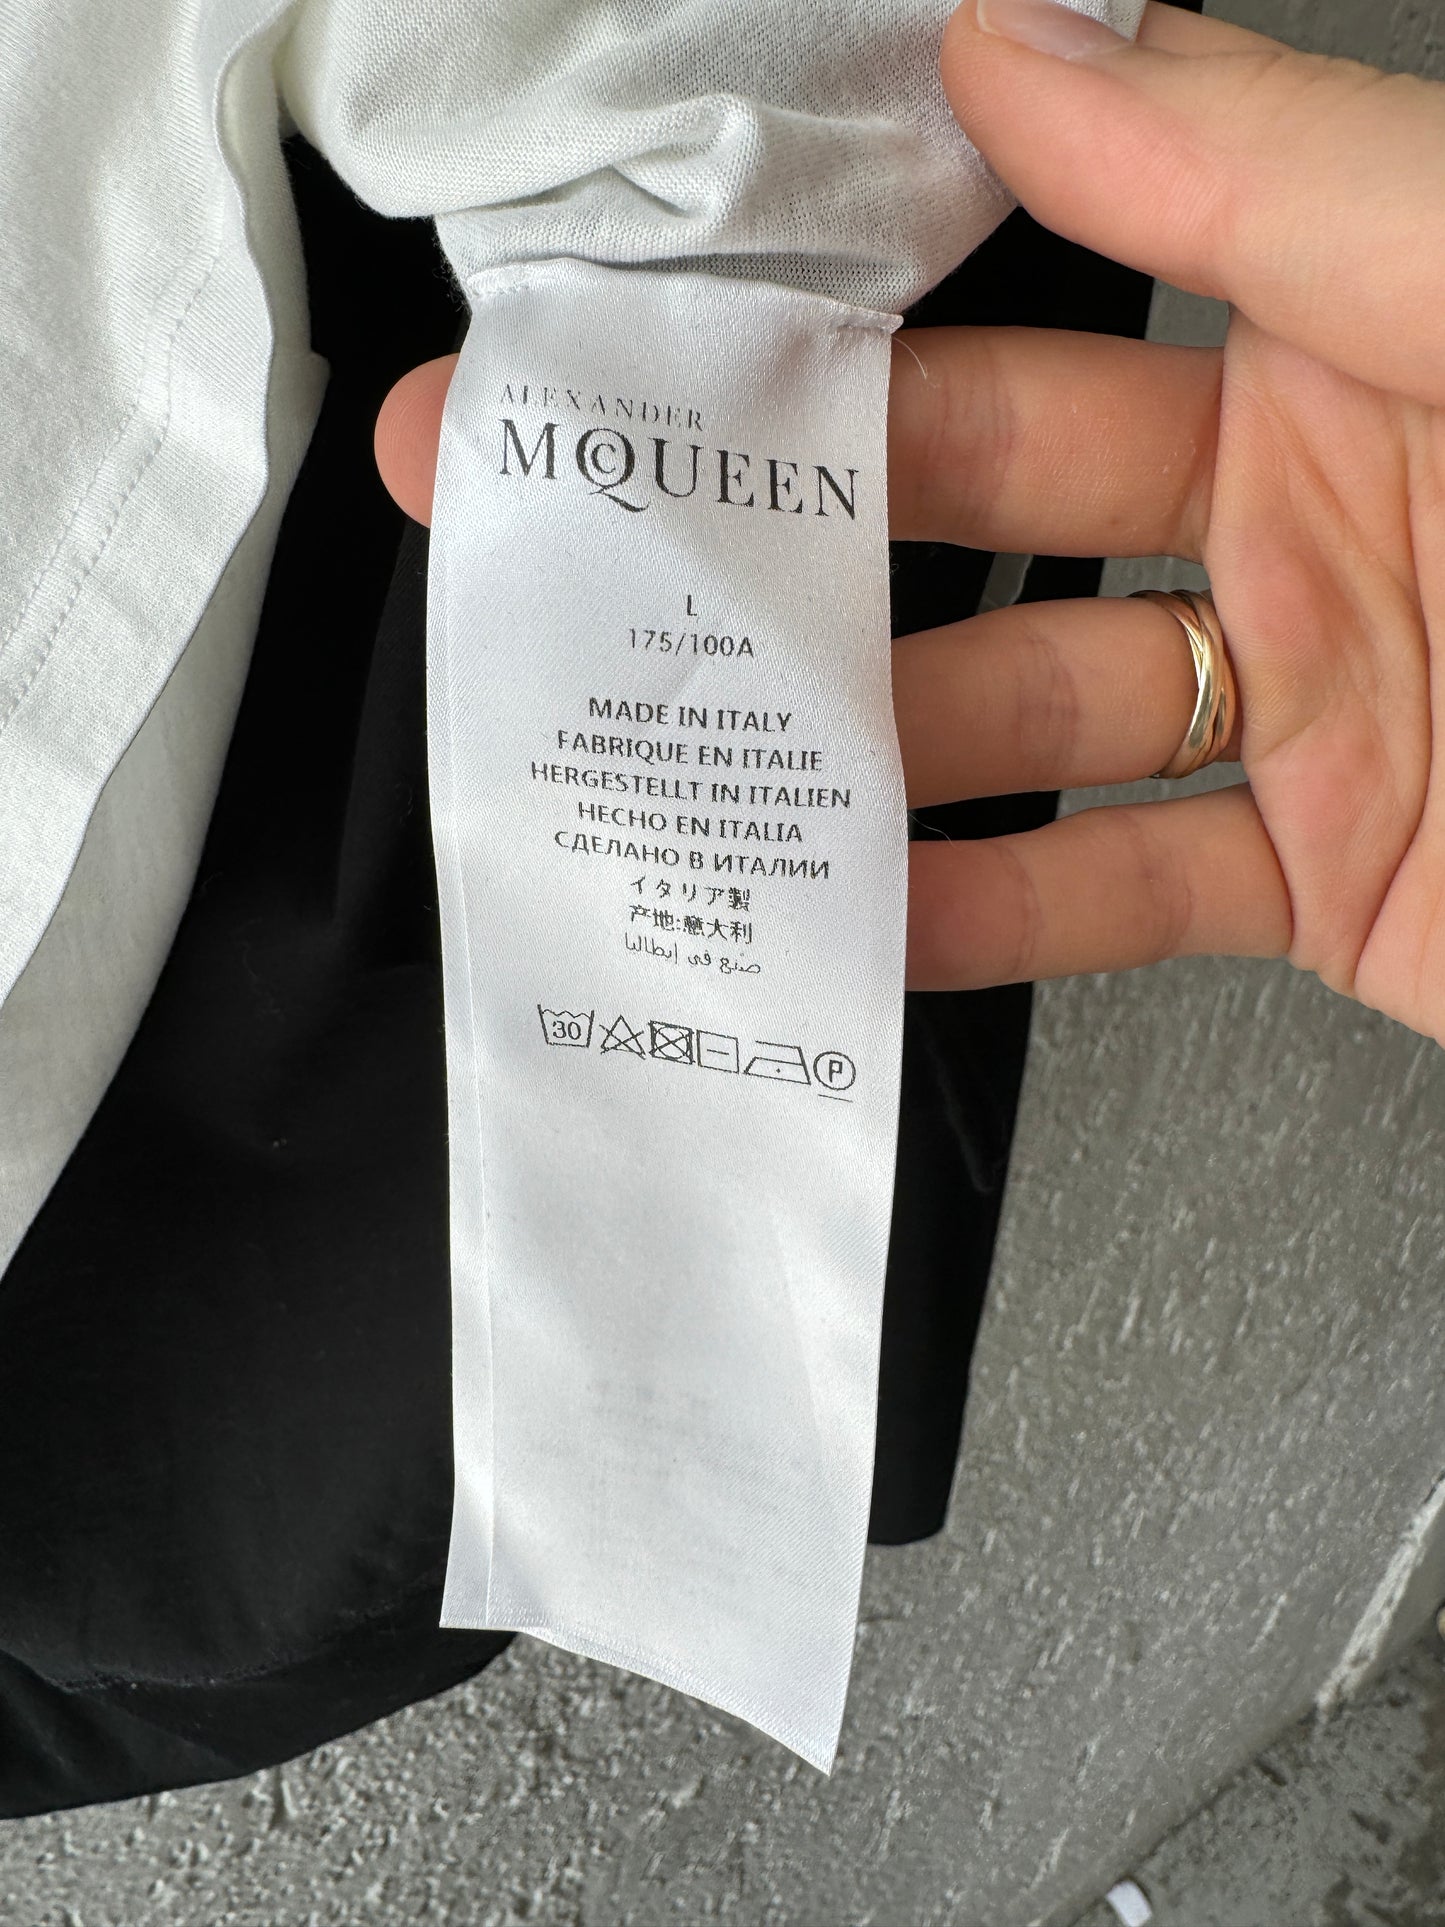 ALEXANDER
MCQUEEN
L
175/100A
MADE IN ITALY
FABRIQUE EN ITALIE
HERGESTELLT IN ITALIEN
HECHO EN ITALIA
СДЕЛАНО В ИТАЛИИ
イタリア製
产地:意大利
صنع في إيطاليا
30
P